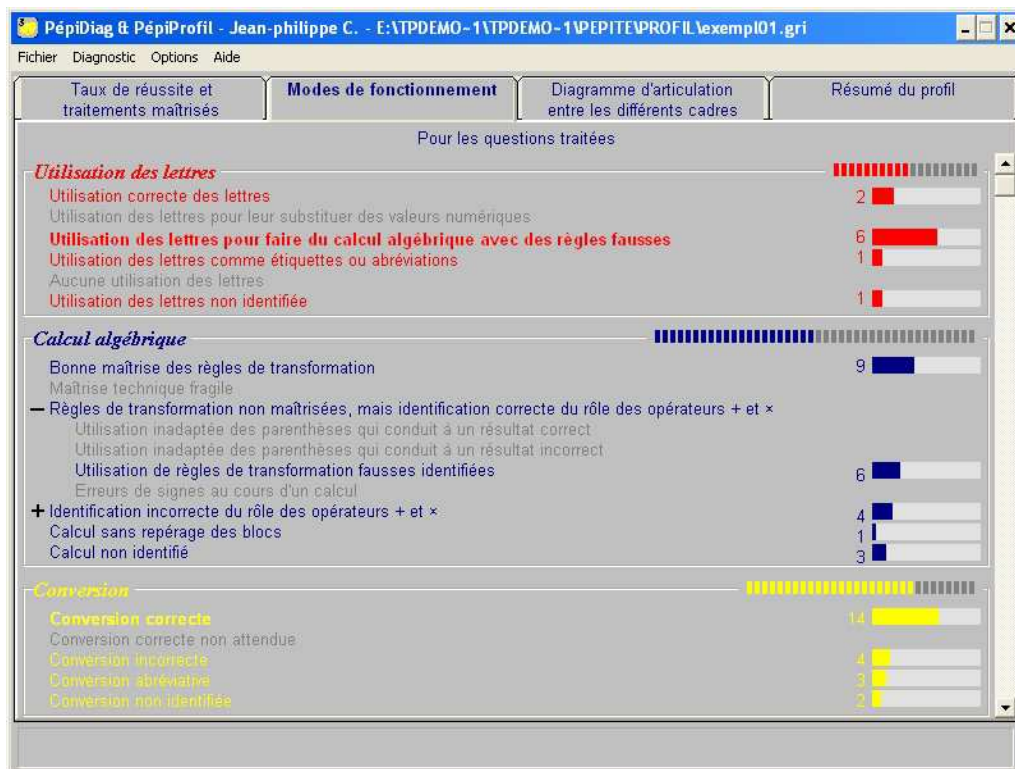 PépiDiag & PépiProfil - Jean-philippe C. - E:\TPDEMO~1\TPDEMO~1\PEPITE\PROFIL\exempl01.gri
Fichier Diagnostic Options Aide
Taux de réussite et traitements maîtrisés
Modes de fonctionnement
Diagramme d'articulation entre les différents cadres
Résumé du profil
Pour les questions traitées
Utilisation des lettres
Utilisation correcte des lettres 2
Utilisation des lettres pour leur substituer des valeurs numériques
Utilisation des lettres pour faire du calcul algébrique avec des règles fausses 6
Utilisation des lettres comme étiquettes ou abréviations 1
Aucune utilisation des lettres
Utilisation des lettres non identifiée 1
Calcul algébrique
Bonne maîtrise des règles de transformation 9
Maîtrise technique fragile
− Règles de transformation non maîtrisées, mais identification correcte du rôle des opérateurs + et ×
Utilisation inadaptée des parenthèses qui conduit à un résultat correct
Utilisation inadaptée des parenthèses qui conduit à un résultat incorrect
Utilisation de règles de transformation fausses identifiées 6
Erreurs de signes au cours d'un calcul
+ Identification incorrecte du rôle des opérateurs + et × 4
Calcul sans repérage des blocs 1
Calcul non identifié 3
Conversion
Conversion correcte 14
Conversion correcte non attendue
Conversion incorrecte 4
Conversion abréviative 3
Conversion non identifiée 2